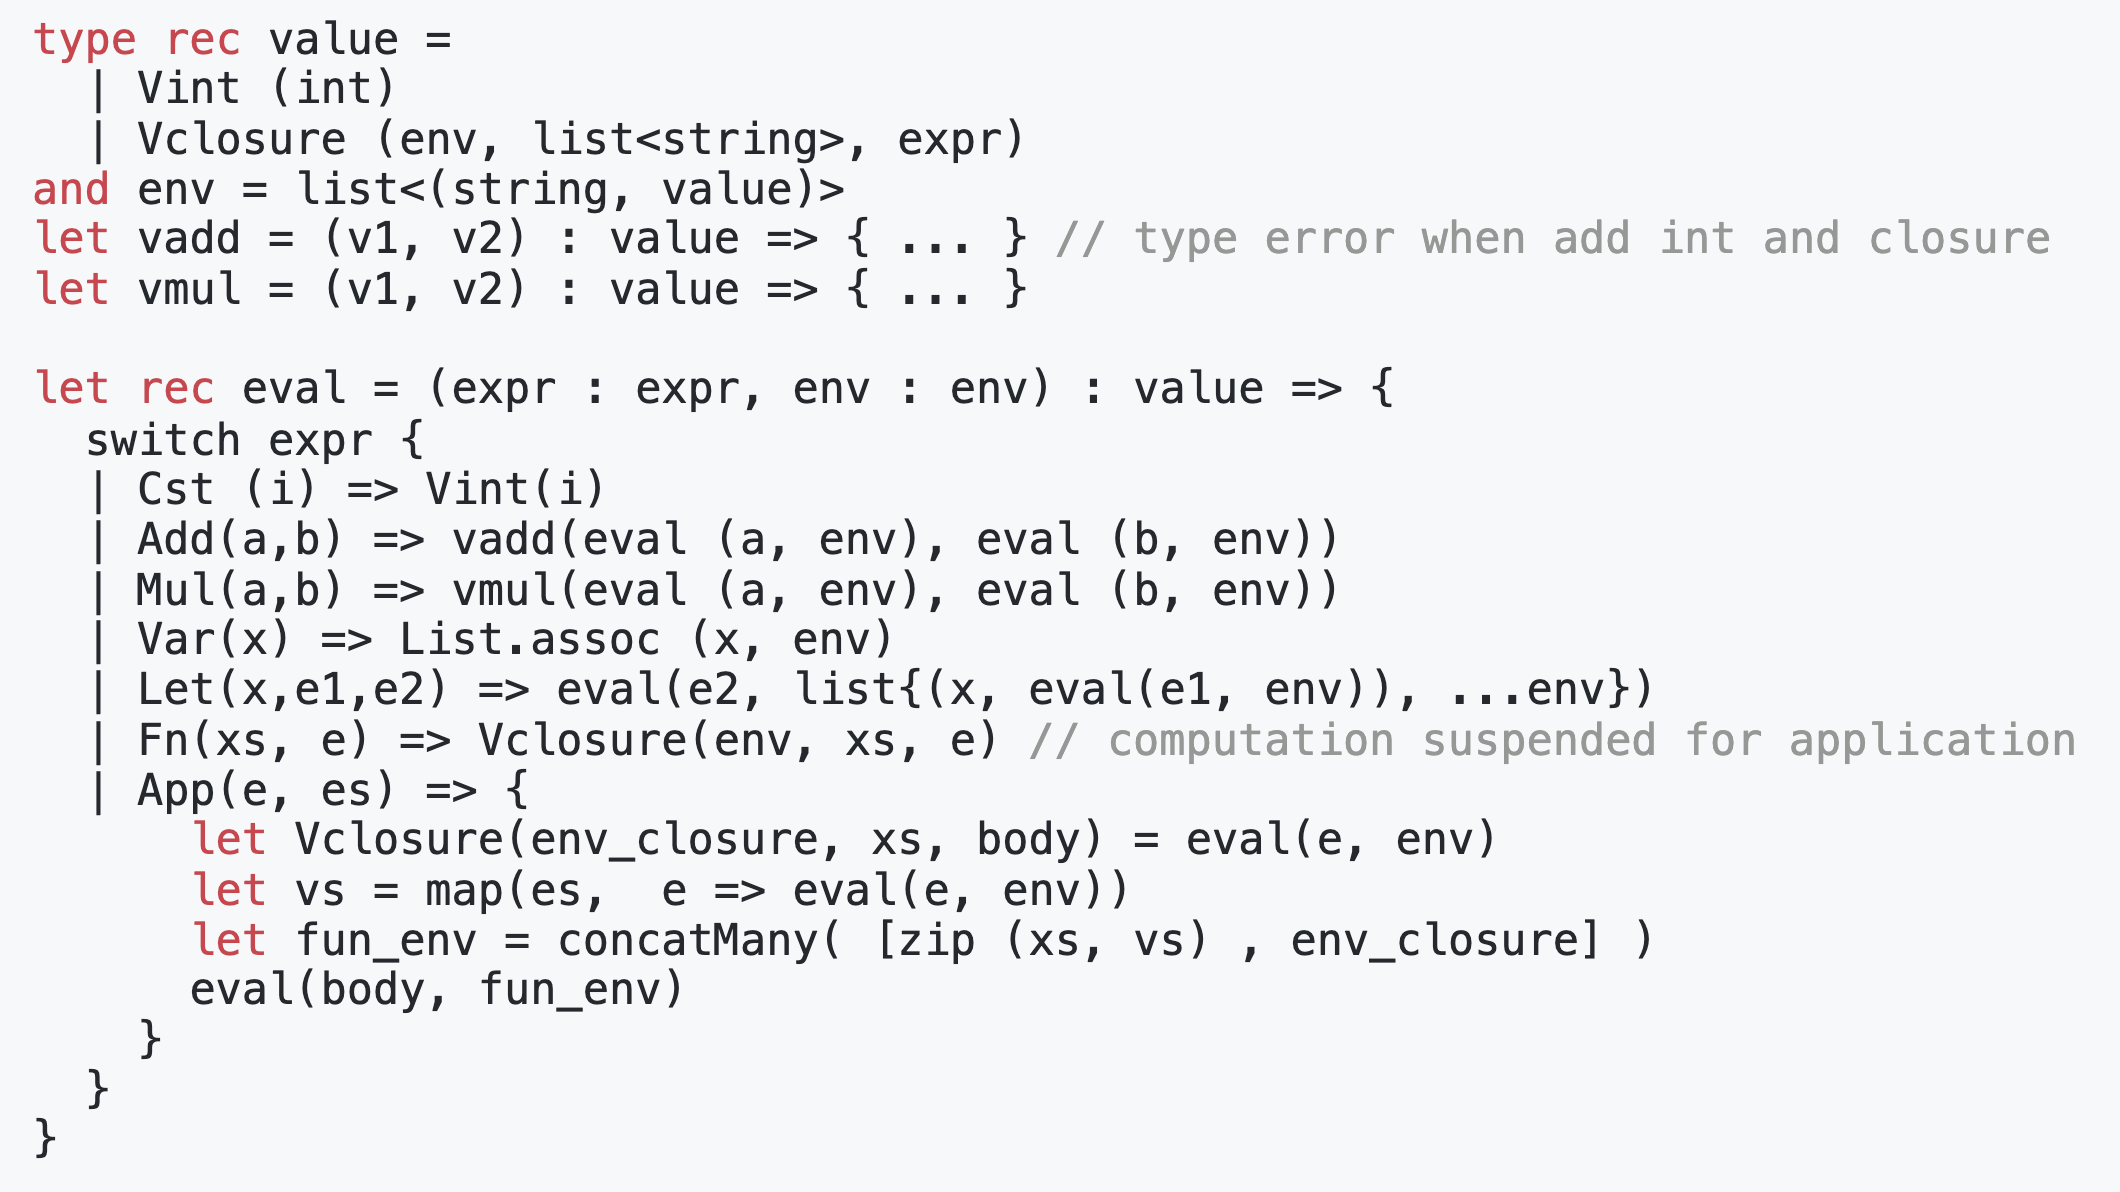 type rec value =
  | Vint (int)
  | Vclosure (env, list<string>, expr)
and env = list<(string, value)>
let vadd = (v1, v2) : value => { ... } // type error when add int and closure
let vmul = (v1, v2) : value => { ... }

let rec eval = (expr : expr, env : env) : value => {
  switch expr {
  | Cst (i) => Vint(i)
  | Add(a,b) => vadd(eval (a, env), eval (b, env))
  | Mul(a,b) => vmul(eval (a, env), eval (b, env))
  | Var(x) => List.assoc (x, env)
  | Let(x,e1,e2) => eval(e2, list{(x, eval(e1, env)), ...env})
  | Fn(xs, e) => Vclosure(env, xs, e) // computation suspended for application
  | App(e, es) => {
      let Vclosure(env_closure, xs, body) = eval(e, env)
      let vs = map(es,  e => eval(e, env))
      let fun_env = concatMany( [zip (xs, vs) , env_closure] )
      eval(body, fun_env)
    }
  }
}